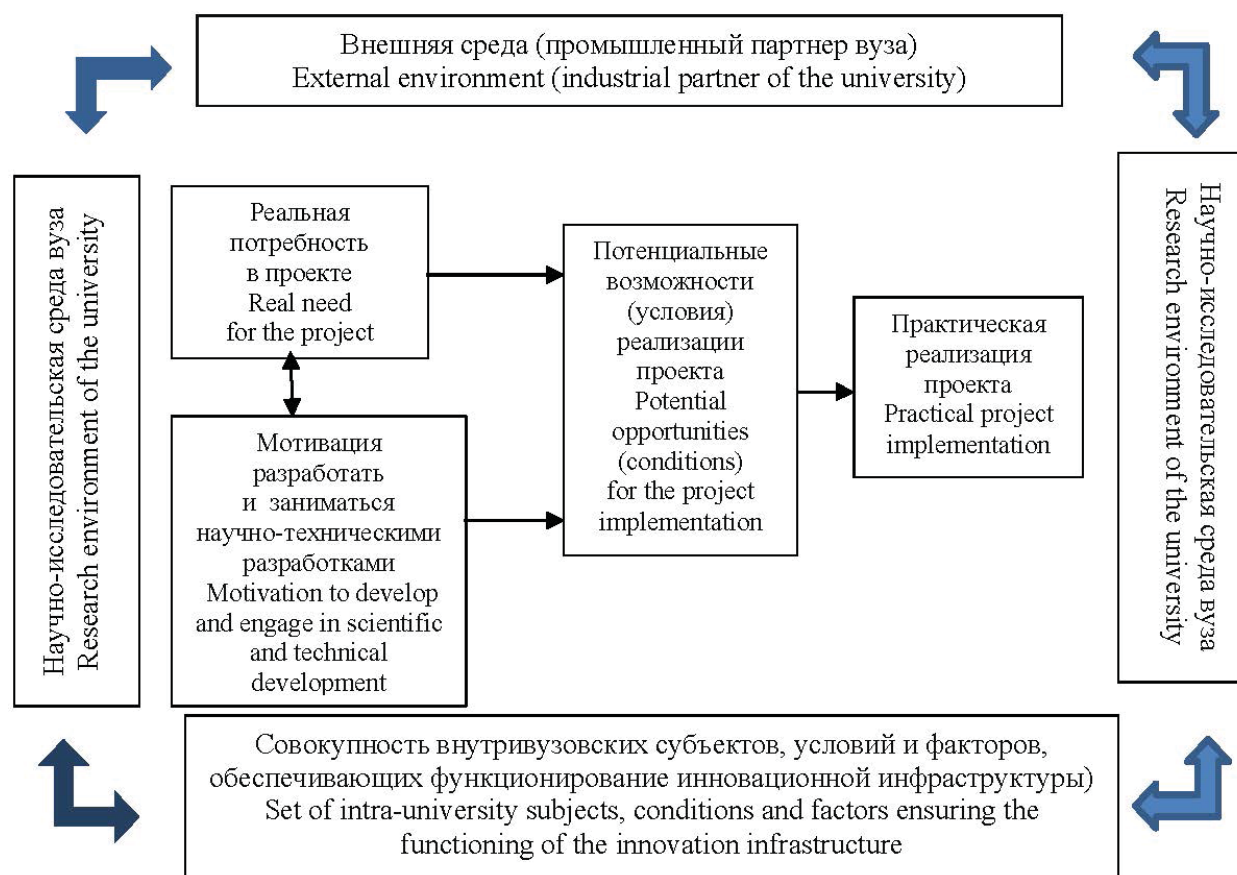 Внешняя среда (промышленный партнер вуза)
External environment (industrial partner of the university)
Научно-исследовательская среда вуза
Research environment of the university
Реальная
потребность
в проекте
Real need
for the project
Мотивация
разработать
и заниматься
научно-техническими
разработками
Motivation to develop
and engage in scientific
and technical
development
Потенциальные
возможности
(условия)
реализации
проекта
Potential
opportunities
(conditions)
for the project
implementation
Практическая
реализация
проекта
Practical project
implementation
Научно-исследовательская среда вуза
Research environment of the university
Совокупность внутривузовских субъектов, условий и факторов,
обеспечивающих функционирование инновационной инфраструктуры)
Set of intra-university subjects, conditions and factors ensuring the
functioning of the innovation infrastructure